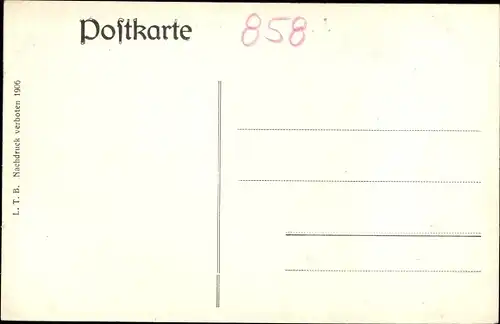 Poſtkarte
858
L. T. B. Nachdruck verboten 1906